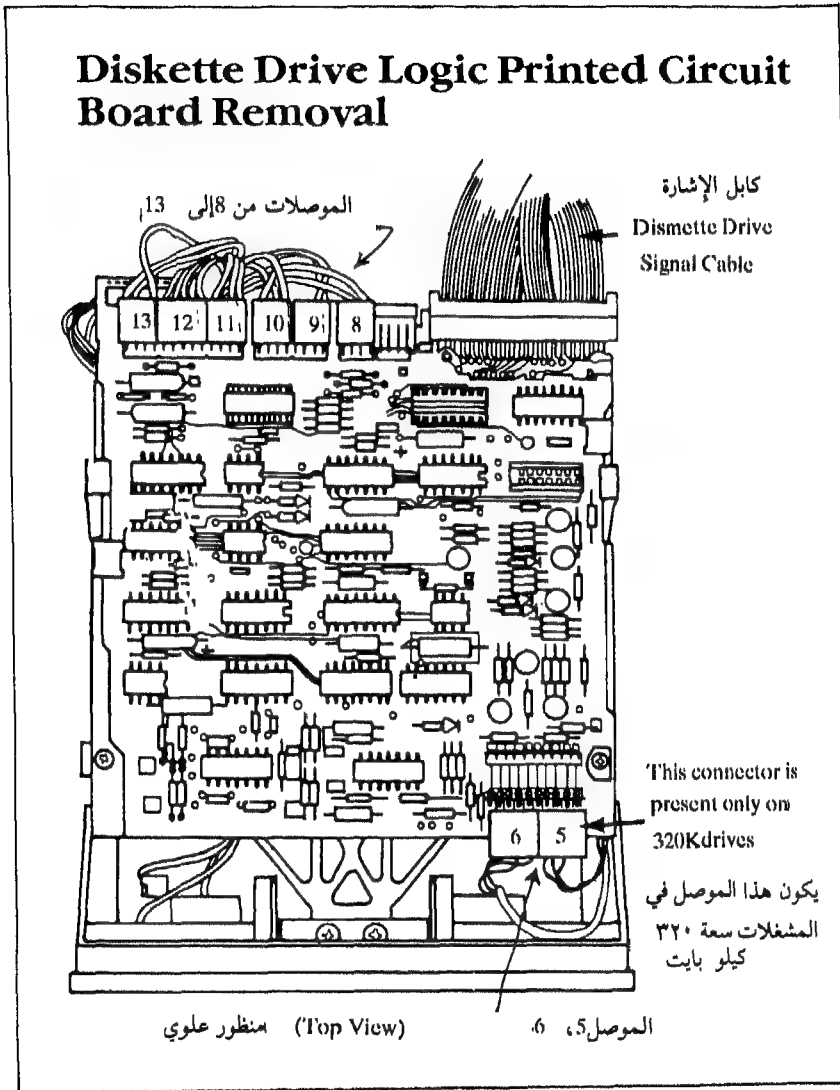 Diskette Drive Logic Printed Circuit
Board Removal
الموصلات من 8إلى 13
كابل الإشارة
Dismette Drive
Signal Cable
13 12 11 10 9 8
This connector is
present only on
320Kdrives
6 5
يكون هذا الموصل في
المشغلات سعة ٣٢٠
كيلو بايت
الموصل5، 6
(Top View) منظور علوي